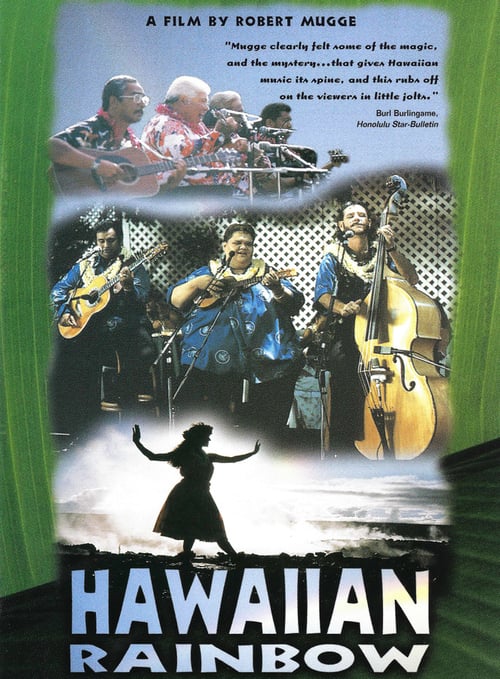 A FILM BY ROBERT MUGGE
"Mugge clearly felt some of the magic,
and the mystery...that gives Hawaiian
music its spine, and this rubs off
on the viewers in little jolts."
Burl Burlingame,
Honolulu Star-Bulletin
HAWAIIAN
RAINBOW